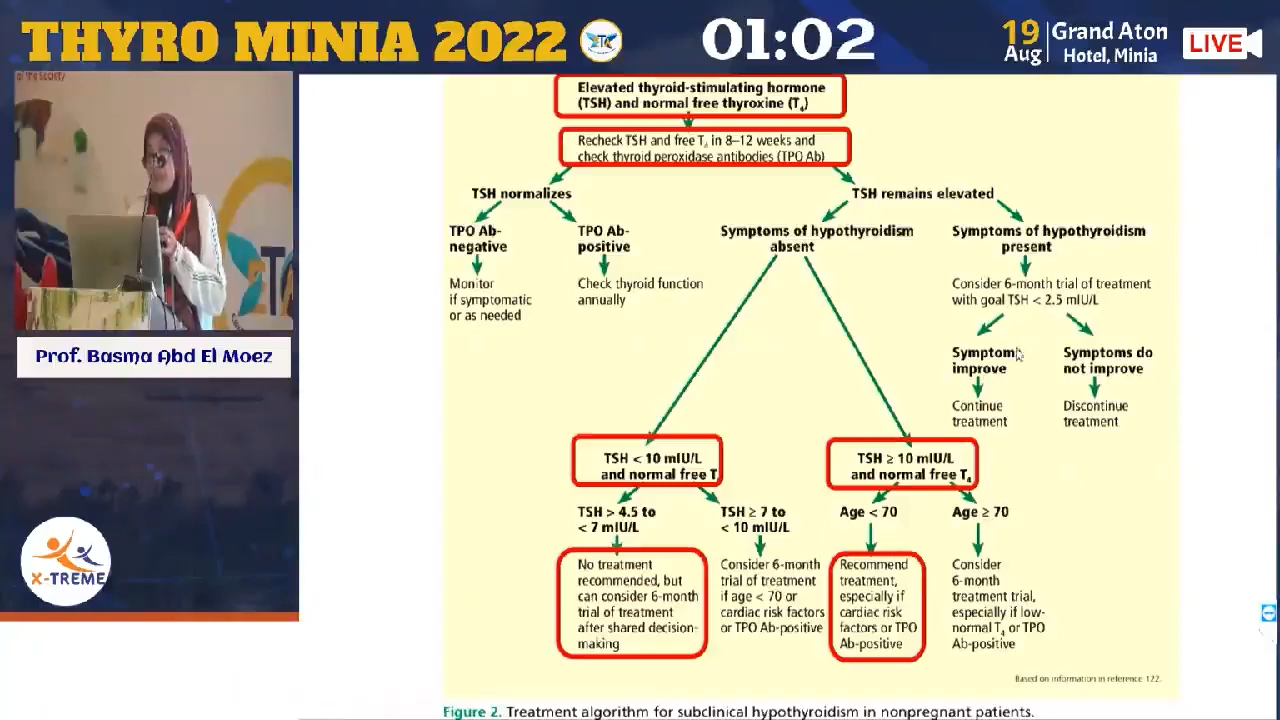 THYRO MINIA 2022
ETC
01:02
19
Aug
Grand Aton
Hotel, Minia
LIVE
of the Society
Prof. Basma Abd El Moez
X-TREME
Elevated thyroid-stimulating hormone
(TSH) and normal free thyroxine (T4)
Recheck TSH and free T4 in 8–12 weeks and
check thyroid peroxidase antibodies (TPO Ab)
TSH normalizes
TSH remains elevated
TPO Ab-
negative
TPO Ab-
positive
Symptoms of hypothyroidism
absent
Symptoms of hypothyroidism
present
Monitor
if symptomatic
or as needed
Check thyroid function
annually
Consider 6-month trial of treatment
with goal TSH < 2.5 mIU/L
Symptoms
improve
Symptoms do
not improve
Continue
treatment
Discontinue
treatment
TSH < 10 mIU/L
and normal free T
TSH ≥ 10 mIU/L
and normal free T4
TSH > 4.5 to
< 7 mIU/L
TSH ≥ 7 to
< 10 mIU/L
Age < 70
Age ≥ 70
No treatment
recommended, but
can consider 6-month
trial of treatment
after shared decision-
making
Consider 6-month
trial of treatment
if age < 70 or
cardiac risk factors
or TPO Ab-positive
Recommend
treatment,
especially if
cardiac risk
factors or TPO
Ab-positive
Consider
6-month
treatment trial,
especially if low-
normal T4 or TPO
Ab-positive
Based on information in reference 122.
Figure 2. Treatment algorithm for subclinical hypothyroidism in nonpregnant patients.